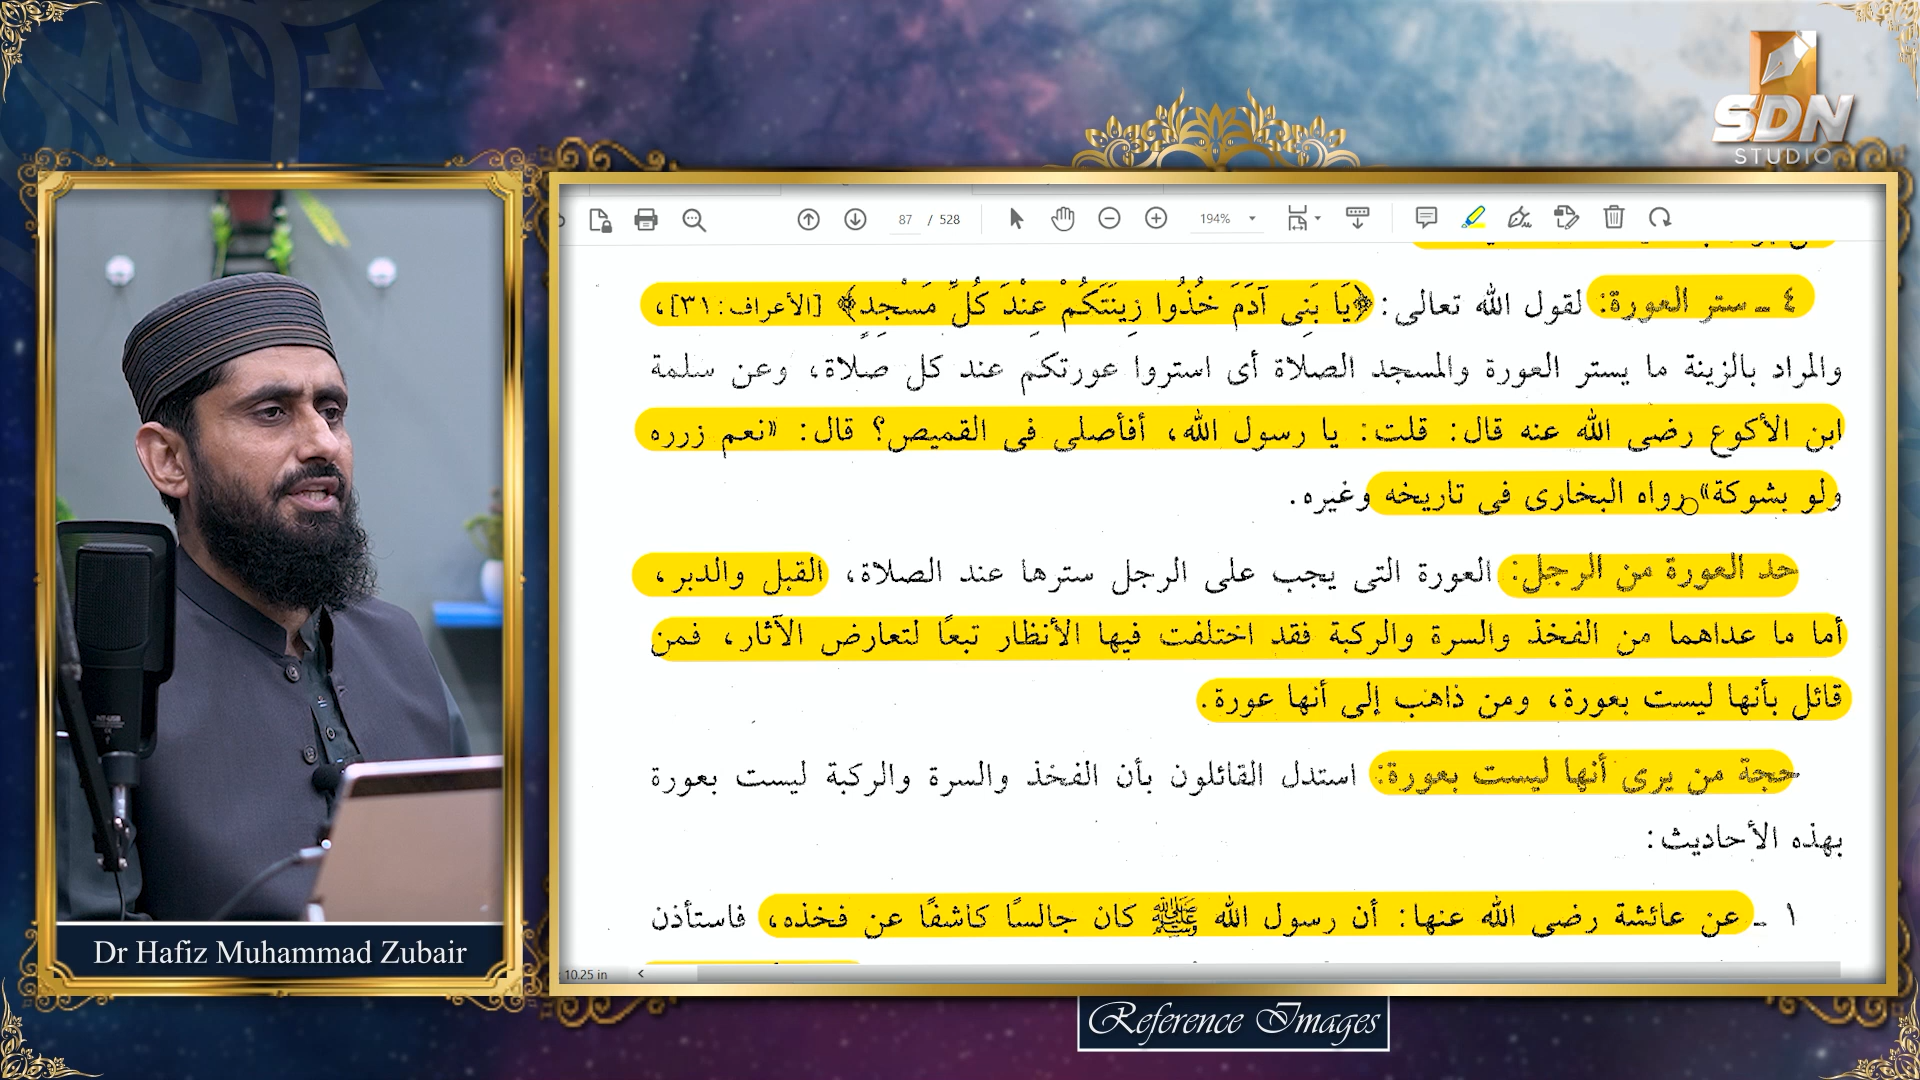 SDN
STUDIO
87 / 528
194%
٤ ـ ستر العورة: لقول الله تعالى: ﴿يَا بَنِى آدَمَ خُذُوا زِينَتَكُمْ عِنْدَ كُلِّ مَسْجِدٍ﴾ [الأعراف: ٣١]،
والمراد بالزينة ما يستر العورة والمسجد الصلاة أى استروا عورتكم عند كل صلاة، وعن سلمة
ابن الأكوع رضى الله عنه قال: قلت: يا رسول الله، أفأصلى فى القميص؟ قال: «نعم زرره
ولو بشوكة» رواه البخارى فى تاريخه وغيره.
حد العورة من الرجل: العورة التى يجب على الرجل سترها عند الصلاة، القبل والدبر،
أما ما عداهما من الفخذ والسرة والركبة فقد اختلفت فيها الأنظار تبعًا لتعارض الآثار، فمن
قائل بأنها ليست بعورة، ومن ذاهب إلى أنها عورة.
حجة من يرى أنها ليست بعورة: استدل القائلون بأن الفخذ والسرة والركبة ليست بعورة
بهذه الأحاديث:
١ ـ عن عائشة رضى الله عنها: أن رسول الله ﷺ كان جالسًا كاشفًا عن فخذه، فاستأذن
10.25 in
Dr Hafiz Muhammad Zubair
Reference Images